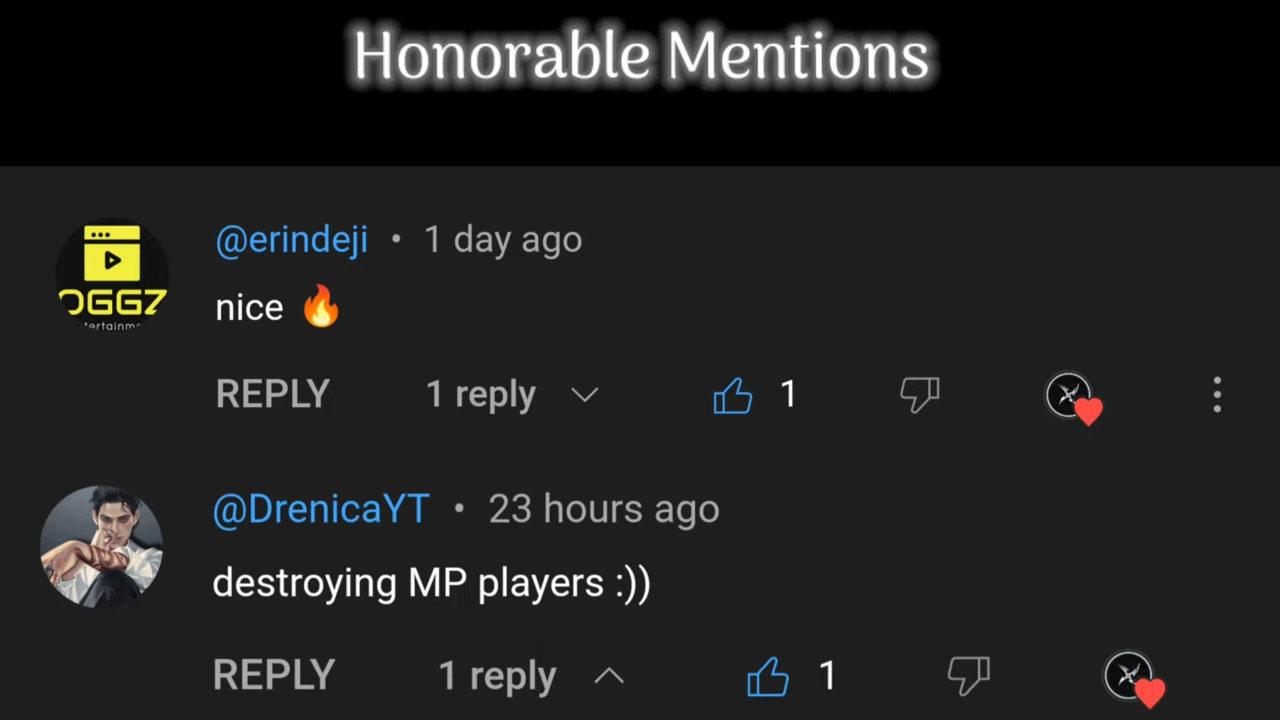 Honorable Mentions
@erindeji • 1 day ago
OGGZ
nice 🔥
REPLY 1 reply 1
@DrenicaYT • 23 hours ago
destroying MP players :))
REPLY 1 reply 1